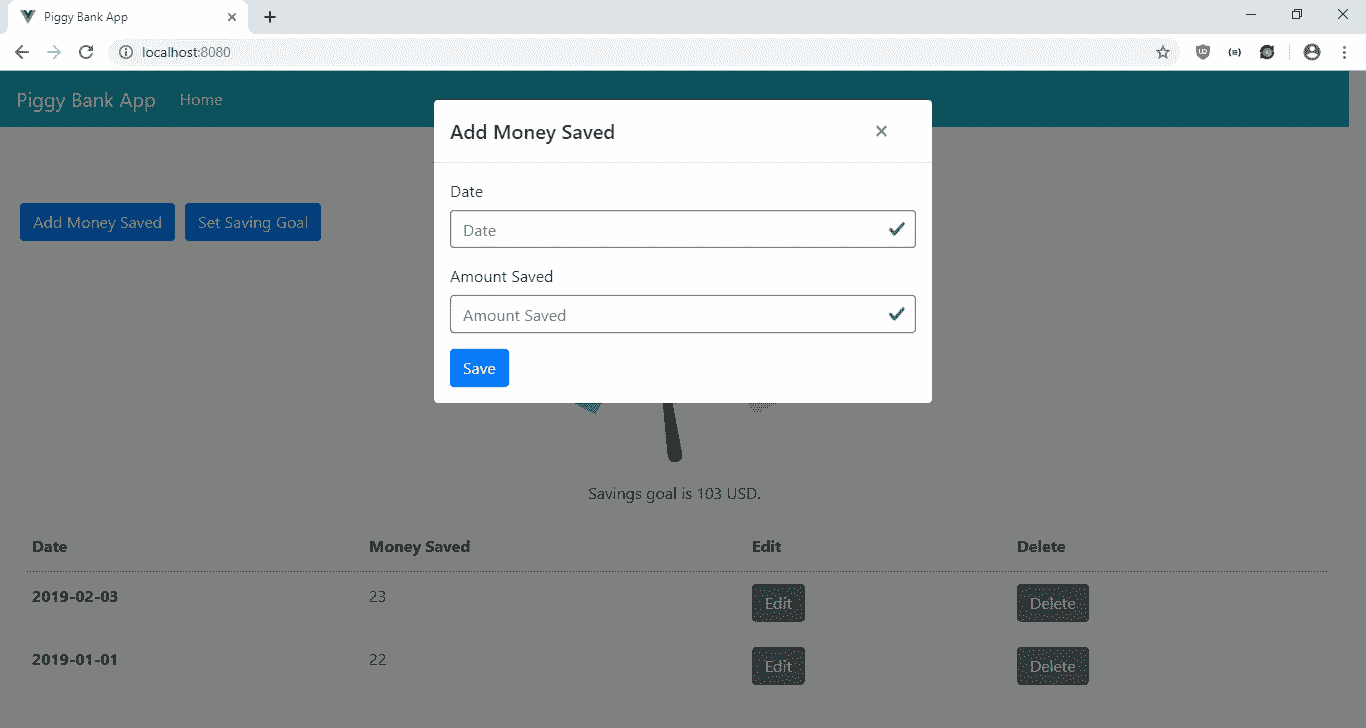 Piggy Bank App
localhost:8080
Piggy Bank App Home
Add Money Saved
Date
Add Money Saved Set Saving Goal
Date
Amount Saved
Amount Saved
Save
Savings goal is 103 USD.
Date Money Saved Edit Delete
2019-02-03 23 Edit Delete
2019-01-01 22 Edit Delete